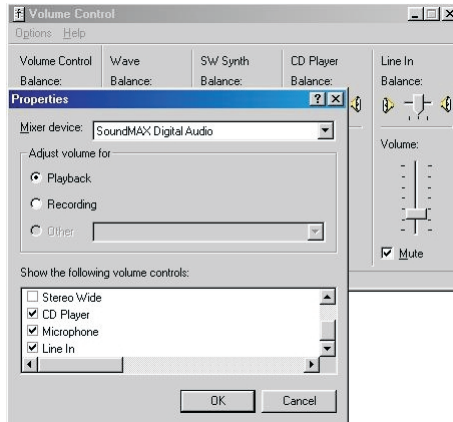 Volume Control
Options Help
Volume Control Wave SW Synth CD Player Line In
Balance: Balance: Balance: Balance: Balance:
Properties
Mixer device: SoundMAX Digital Audio
Adjust volume for
Playback
Recording
Other
Show the following volume controls:
Stereo Wide
CD Player
Microphone
Line In
OK Cancel
Volume:
Mute